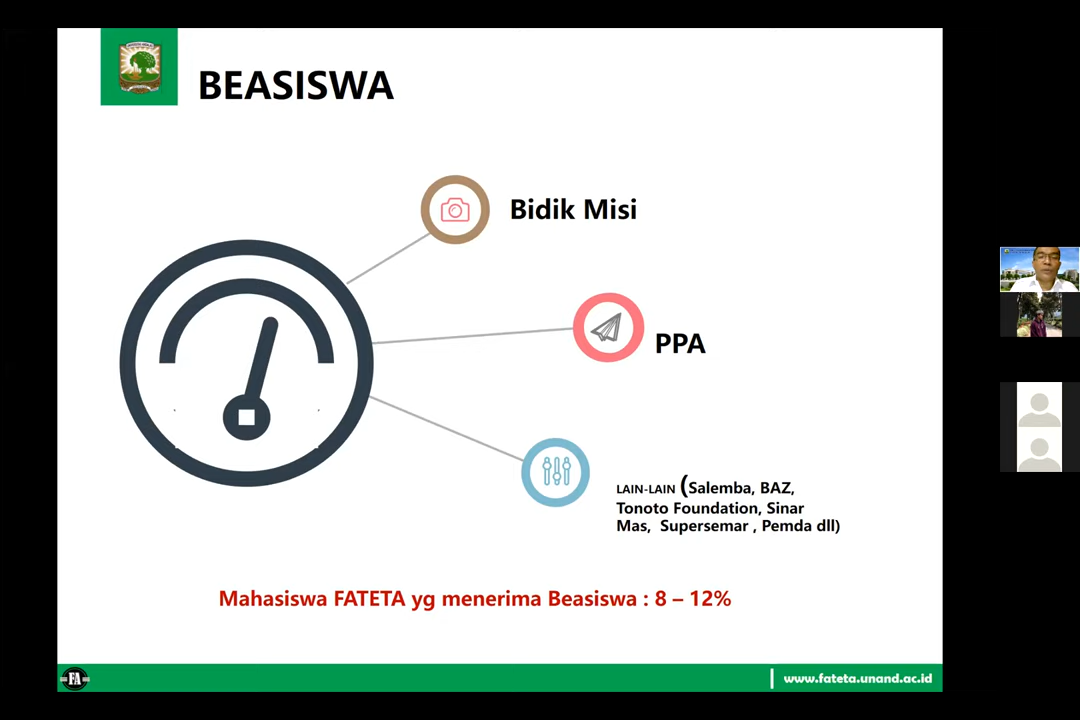 BEASISWA
Bidik Misi
PPA
LAIN-LAIN (Salemba, BAZ,
Tonoto Foundation, Sinar
Mas, Supersemar , Pemda dll)
Mahasiswa FATETA yg menerima Beasiswa : 8 – 12%
FA
www.fateta.unand.ac.id